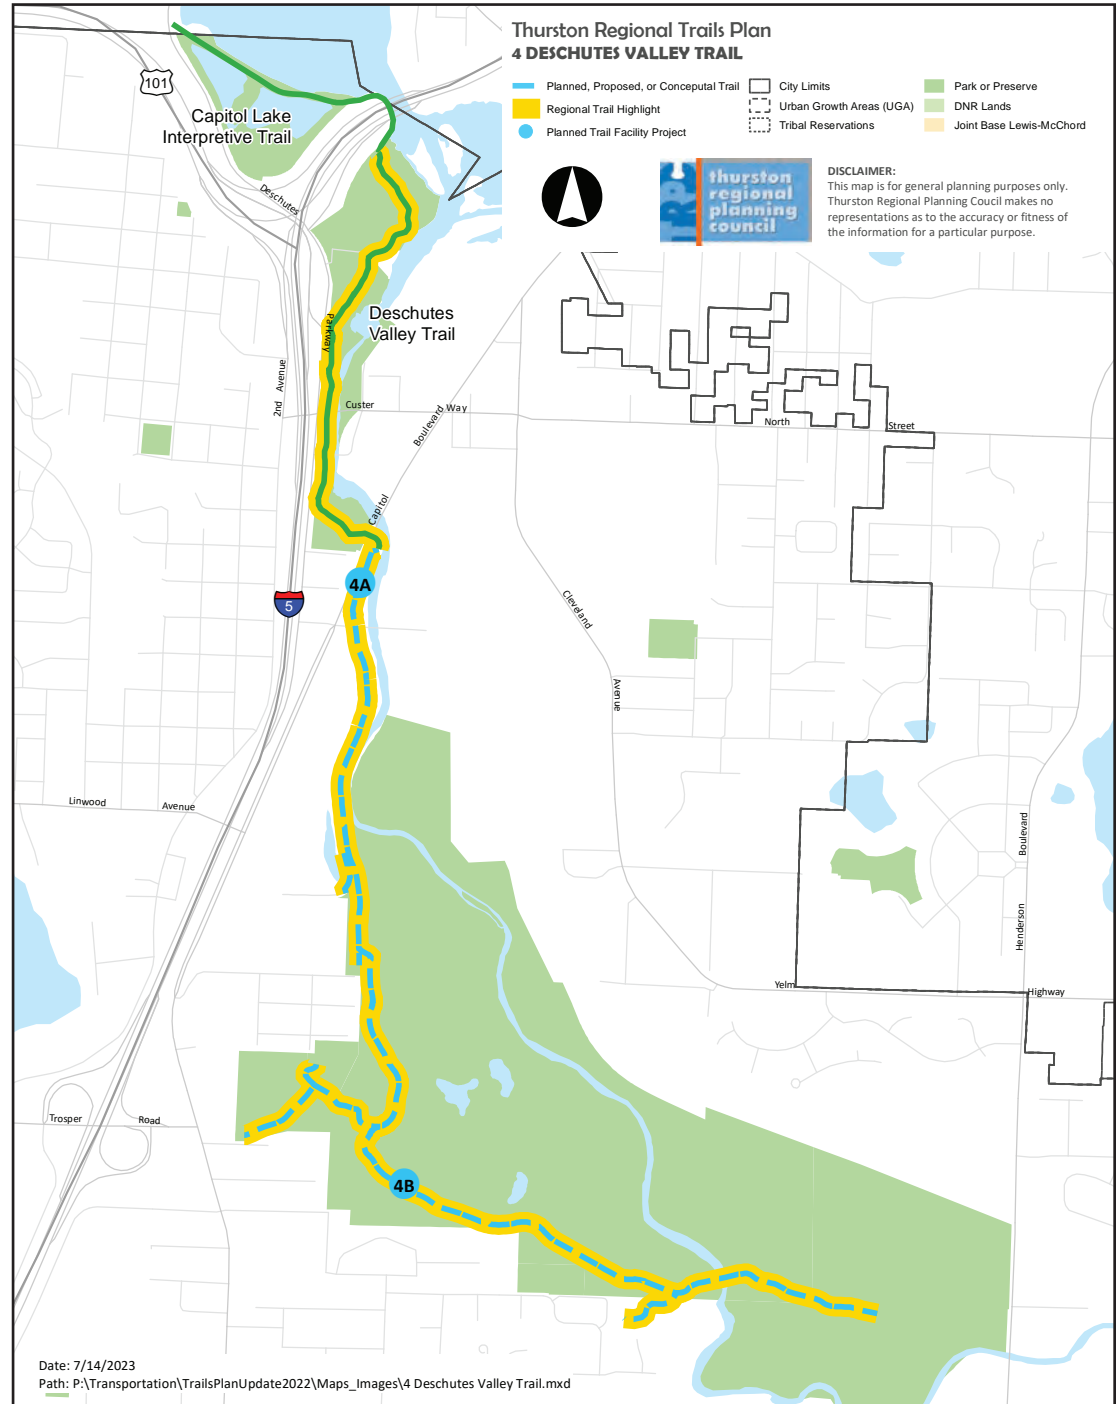 Thurston Regional Trails Plan
4 DESCHUTES VALLEY TRAIL
Planned, Proposed, or Conceputal Trail
Regional Trail Highlight
Planned Trail Facility Project
City Limits
Urban Growth Areas (UGA)
Tribal Reservations
Park or Preserve
DNR Lands
Joint Base Lewis-McChord
TRPC
thurston
regional
planning
council
DISCLAIMER:
This map is for general planning purposes only.
Thurston Regional Planning Coucil makes no
representations as to the accuracy or fitness of
the information for a particular purpose.
101
Capitol Lake
Interpretive Trail
Deschutes
Parkway
Deschutes
Valley Trail
2nd Avenue
Custer
Boulevard Way
Capitol
North Street
4A
5
Cleveland
Avenue
Linwood Avenue
Boulevard
Henderson
Yelm Highway
Trosper Road
4B
Date: 7/14/2023
Path: P:\Transportation\TrailsPlanUpdate2022\Maps_Images\4 Deschutes Valley Trail.mxd